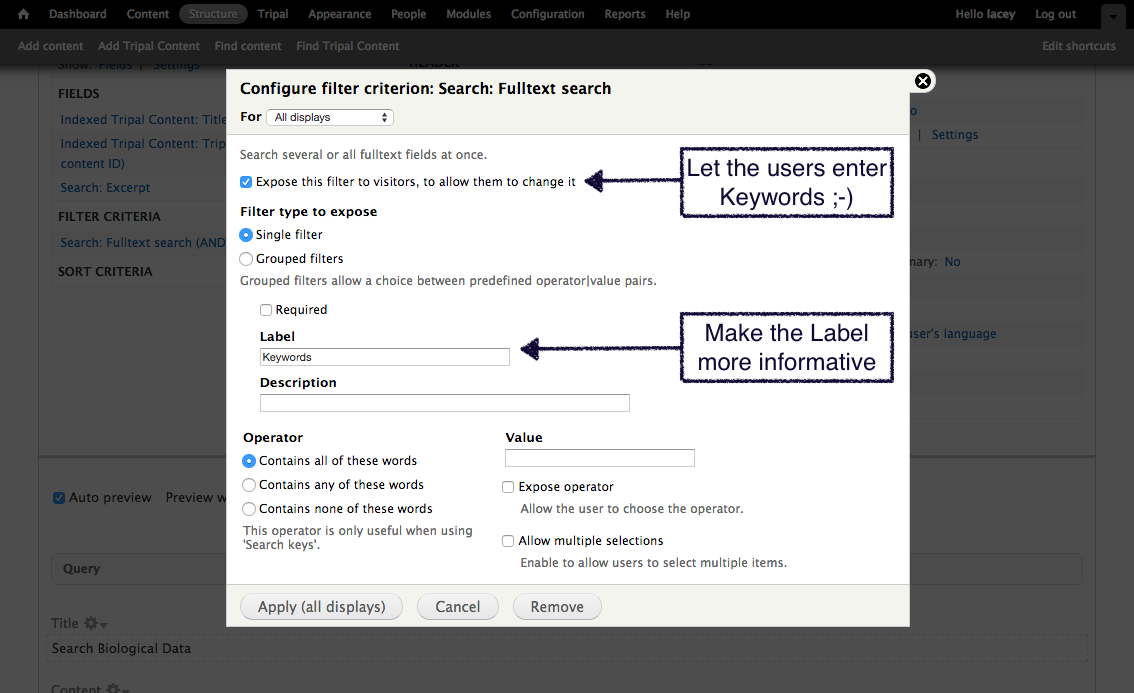 Dashboard Content Structure Tripal Appearance People Modules Configuration Reports Help Hello lacey Log out
Add content Add Tripal Content Find content Find Tripal Content Edit shortcuts
Show: Fields | Settings
HEADER
FIELDS
Indexed Tripal Content: Title
Indexed Tripal Content: Trip
content ID)
Search: Excerpt
FILTER CRITERIA
Search: Fulltext search (AND
SORT CRITERIA
| Settings
mary: No
user's language
Configure filter criterion: Search: Fulltext search
For All displays
Search several or all fulltext fields at once.
Expose this filter to visitors, to allow them to change it
Let the users enter
Keywords ;-)
Filter type to expose
Single filter
Grouped filters
Grouped filters allow a choice between predefined operator|value pairs.
Required
Label
Keywords
Make the Label
more informative
Description
Operator
Contains all of these words
Contains any of these words
Contains none of these words
This operator is only useful when using
'Search keys'.
Value
Expose operator
Allow the user to choose the operator.
Allow multiple selections
Enable to allow users to select multiple items.
Apply (all displays) Cancel Remove
Auto preview Preview w
Query
Title
Search Biological Data
Content